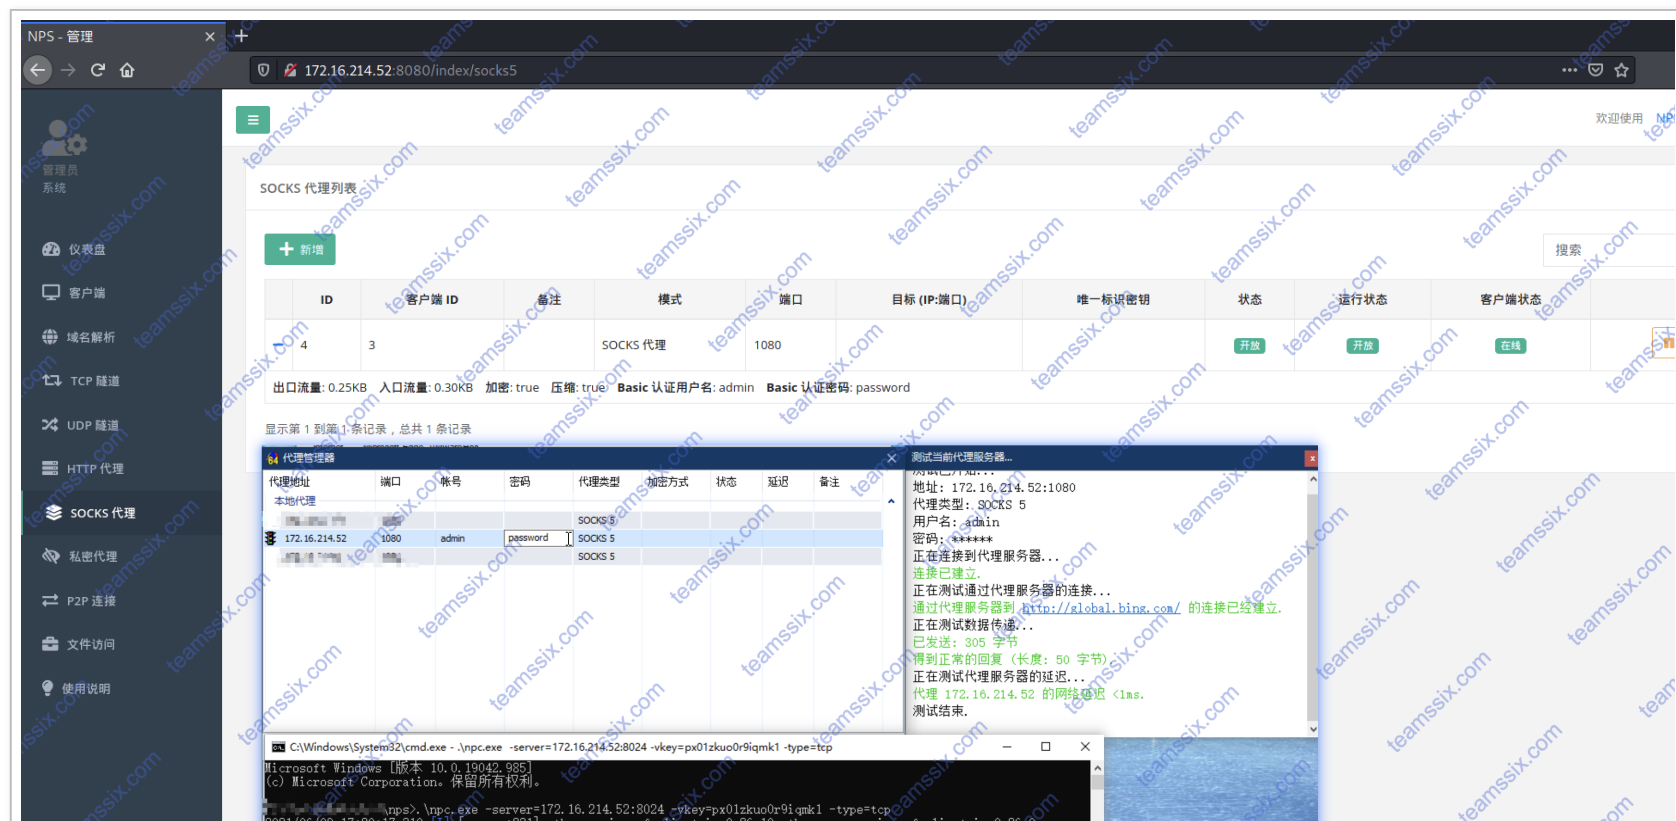 NPS - 管理
172.16.214.52:8080/index/socks5
管理员
系统
仪表盘
客户端
域名解析
TCP 隧道
UDP 隧道
HTTP 代理
SOCKS 代理
私密代理
P2P 连接
文件访问
使用说明
欢迎使用 NP
SOCKS 代理列表
新增
搜索
ID 客户端 ID 备注 模式 端口 目标 (IP:端口) 唯一标识密钥 状态 运行状态 客户端状态
4 3 SOCKS 代理 1080 开放 开放 在线
出口流量: 0.25KB 入口流量: 0.30KB 加密: true 压缩: true Basic 认证用户名: admin Basic 认证密码: password
显示第 1 到第 1 条记录，总共 1 条记录
代理管理器
代理地址 端口 帐号 密码 代理类型 加密方式 状态 延迟 备注
本地代理
SOCKS 5
172.16.214.52 1080 admin password SOCKS 5
SOCKS 5
测试当前代理服务器...
测试已开始...
地址: 172.16.214.52:1080
代理类型: SOCKS 5
用户名: admin
密码: ******
正在连接到代理服务器...
连接已建立.
正在测试通过代理服务器的连接...
通过代理服务器到 http://global.bing.com/ 的连接已经建立.
正在测试数据传递...
已发送: 305 字节
得到正常的回复 (长度: 50 字节).
正在测试代理服务器的延迟...
代理 172.16.214.52 的网络延迟 <1ms.
测试结束.
C:\Windows\System32\cmd.exe - .\npc.exe -server=172.16.214.52:8024 -vkey=px01zkuo0r9iqmk1 -type=tcp
Microsoft Windows [版本 10.0.19042.985]
(c) Microsoft Corporation。保留所有权利。
\nps>.\npc.exe -server=172.16.214.52:8024 -vkey=px01zkuo0r9iqmk1 -type=tcp
teamssix.com